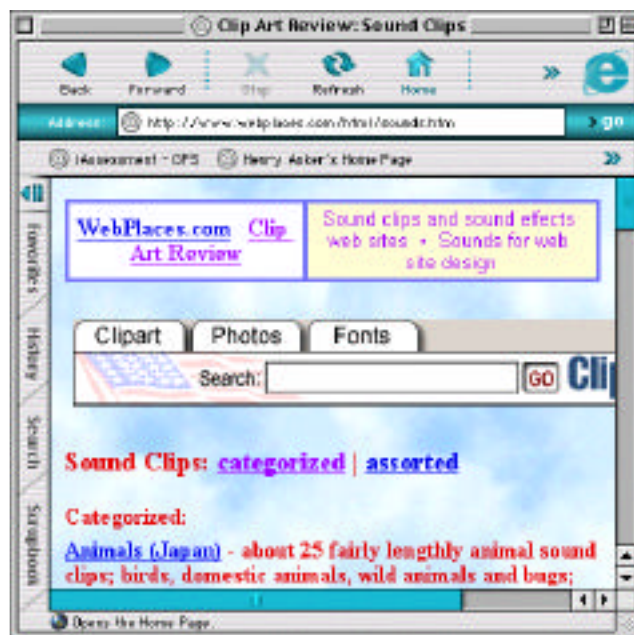 Clip Art Review: Sound Clips
Back Forward Stop Refresh Home
Address: http://www.webplaces.com/html/sounds.htm go
iAssessment - OPS Henry Asker's Home Page
Favorites
History
Search
Scrapbook
WebPlaces.com Clip
Art Review
Sound clips and sound effects
web sites • Sounds for web
site design
Clipart Photos Fonts
Search: GO Clip
Sound Clips: categorized | assorted
Categorized:
Animals (Japan) - about 25 fairly lengthly animal sound
clips; birds, domestic animals, wild animals and bugs;
Opens the Home Page.